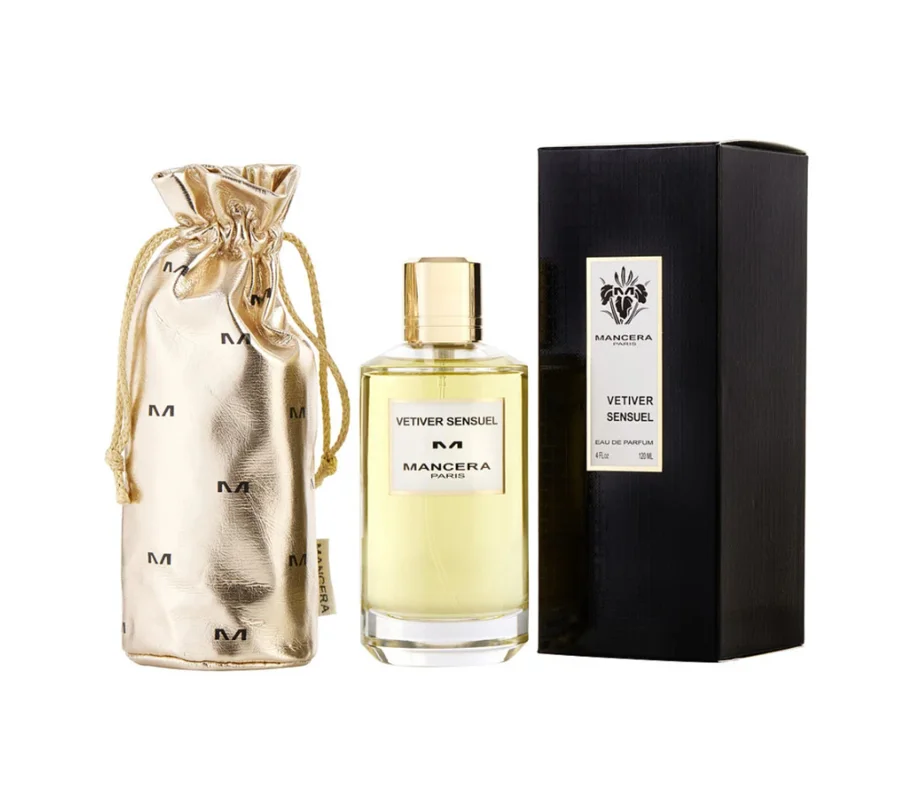 MANCERA
VETIVER SENSUEL
M
MANCERA
PARIS
MANCERA
PARIS
VETIVER
SENSUEL
EAU DE PARFUM
4 Fl.oz 120 ML